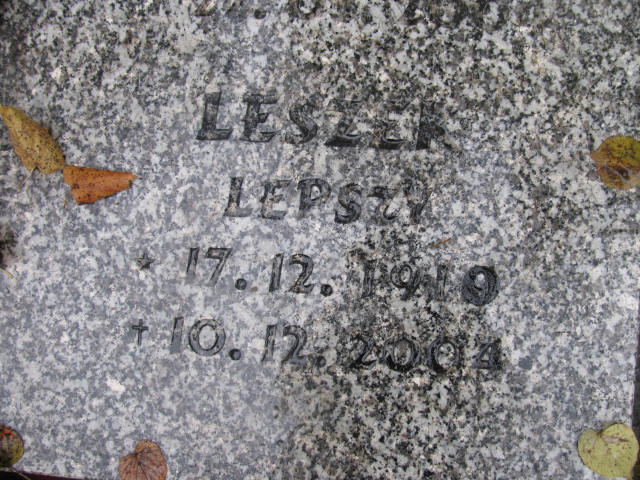 LESZEK
LEPSZY
* 17. 12. 1919
† 10. 12. 2004